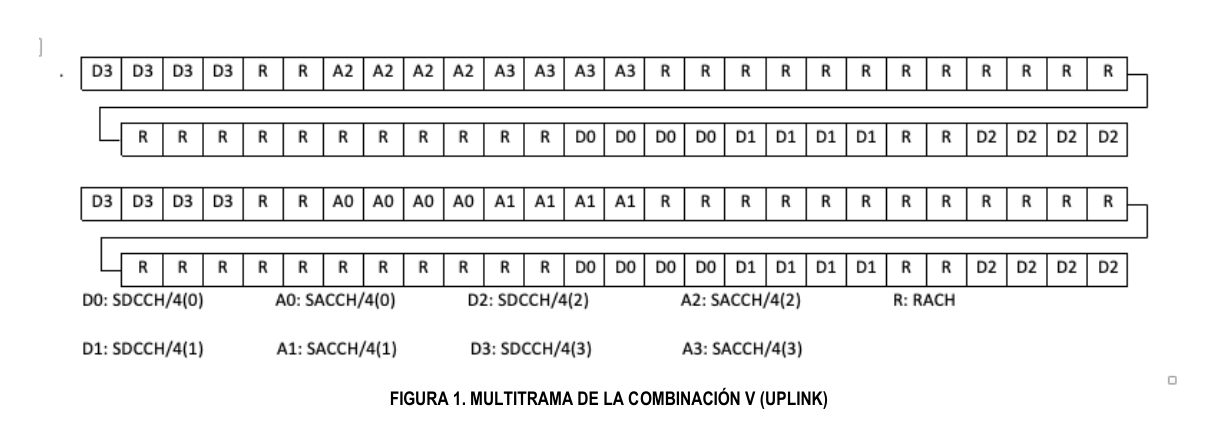 . D3 D3 D3 D3 R R A2 A2 A2 A2 A3 A3 A3 A3 R R R R R R R R R R R R
R R R R R R R R R R R D0 D0 D0 D0 D1 D1 D1 D1 R R D2 D2 D2 D2
D3 D3 D3 D3 R R A0 A0 A0 A0 A1 A1 A1 A1 R R R R R R R R R R R R
R R R R R R R R R R R D0 D0 D0 D0 D1 D1 D1 D1 R R D2 D2 D2 D2
D0: SDCCH/4(0) A0: SACCH/4(0) D2: SDCCH/4(2) A2: SACCH/4(2) R: RACH
D1: SDCCH/4(1) A1: SACCH/4(1) D3: SDCCH/4(3) A3: SACCH/4(3)
FIGURA 1. MULTITRAMA DE LA COMBINACIÓN V (UPLINK)